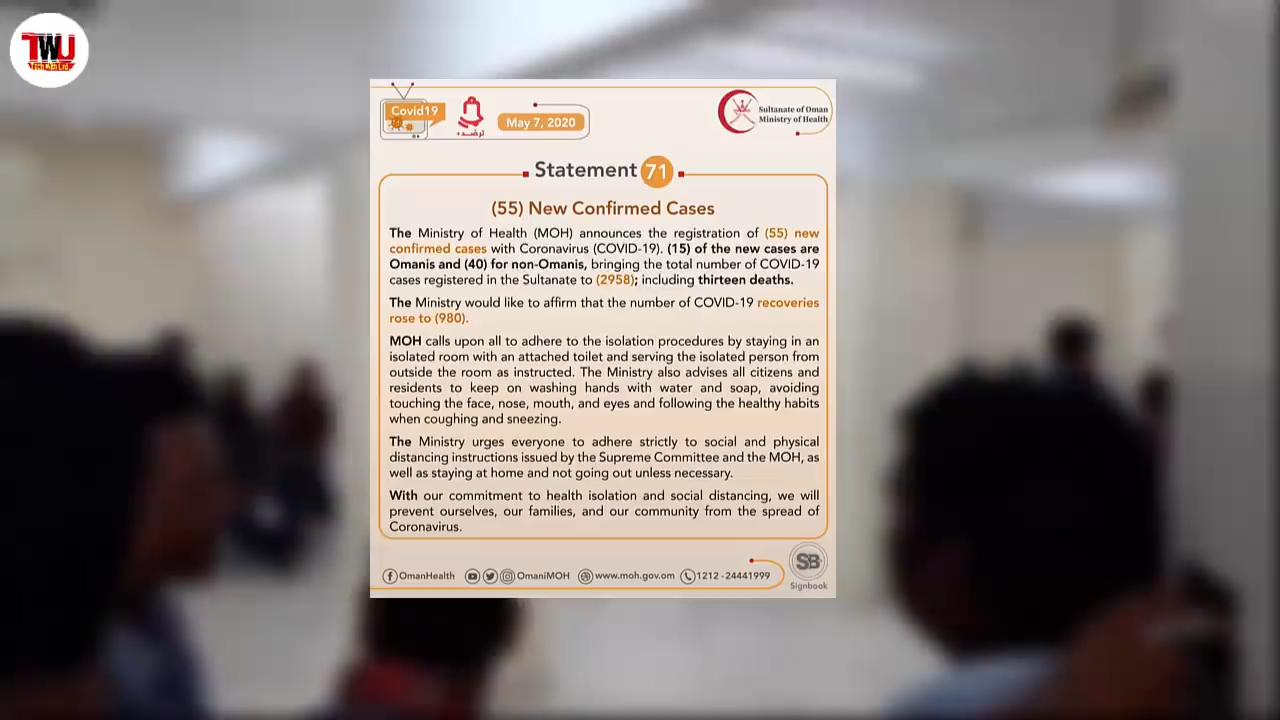 TWU
Covid19
ترصّد+
May 7, 2020
Sultanate of Oman
Ministry of Health
Statement 71
(55) New Confirmed Cases
The Ministry of Health (MOH) announces the registration of (55) new
confirmed cases with Coronavirus (COVID-19). (15) of the new cases are
Omanis and (40) for non-Omanis, bringing the total number of COVID-19
cases registered in the Sultanate to (2958); including thirteen deaths.
The Ministry would like to affirm that the number of COVID-19 recoveries
rose to (980).
MOH calls upon all to adhere to the isolation procedures by staying in an
isolated room with an attached toilet and serving the isolated person from
outside the room as instructed. The Ministry also advises all citizens and
residents to keep on washing hands with water and soap, avoiding
touching the face, nose, mouth, and eyes and following the healthy habits
when coughing and sneezing.
The Ministry urges everyone to adhere strictly to social and physical
distancing instructions issued by the Supreme Committee and the MOH, as
well as staying at home and not going out unless necessary.
With our commitment to health isolation and social distancing, we will
prevent ourselves, our families, and our community from the spread of
Coronavirus.
OmanHealth OmaniMOH www.moh.gov.om 1212 -24441999
SB
Signbook